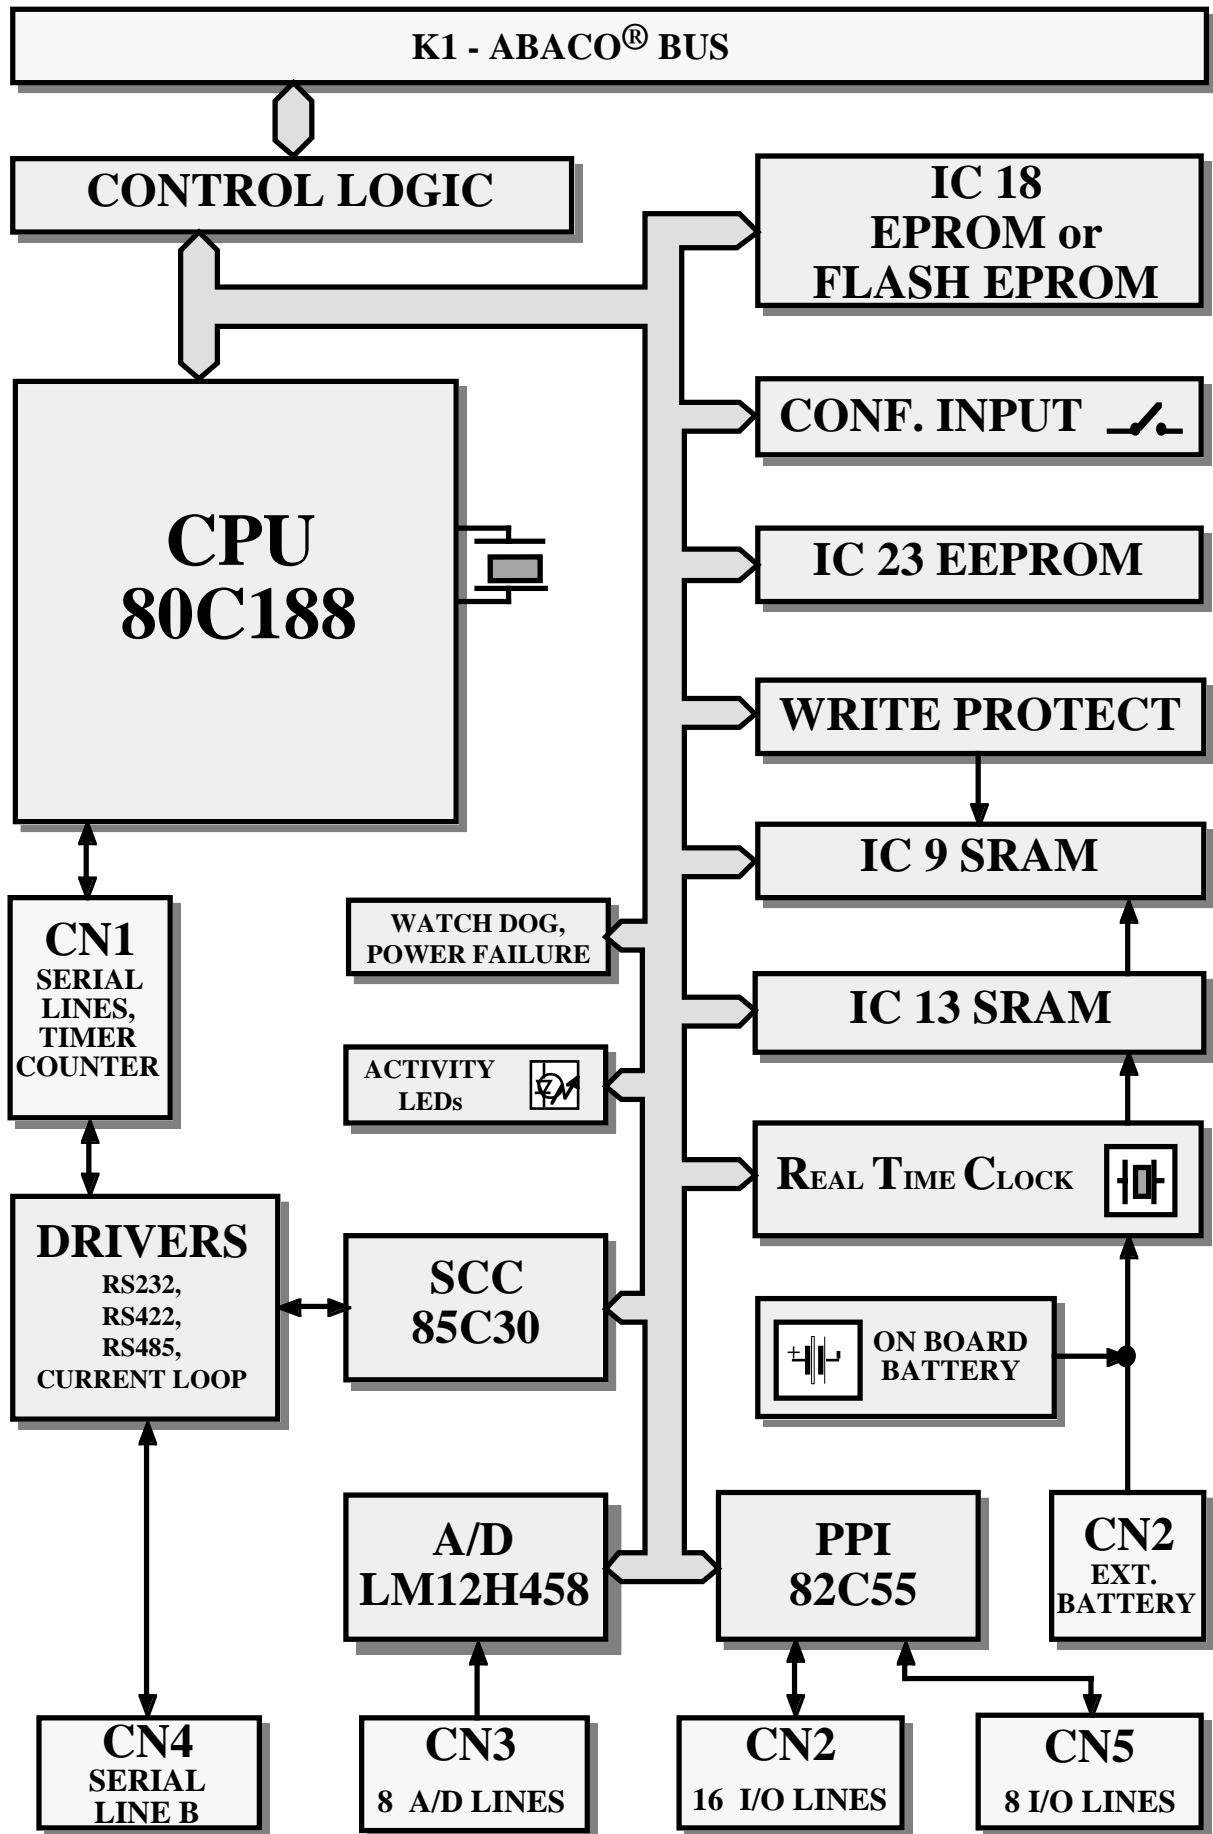 K1 - ABACO® BUS
CONTROL LOGIC
IC 18
EPROM or
FLASH EPROM
CONF. INPUT
CPU
80C188
IC 23 EEPROM
WRITE PROTECT
IC 9 SRAM
WATCH DOG,
POWER FAILURE
CN1
SERIAL
LINES,
TIMER
COUNTER
IC 13 SRAM
ACTIVITY
LEDs
REAL TIME CLOCK
DRIVERS
RS232,
RS422,
RS485,
CURRENT LOOP
SCC
85C30
+
ON BOARD
BATTERY
A/D
LM12H458
PPI
82C55
CN2
EXT.
BATTERY
CN4
SERIAL
LINE B
CN3
8 A/D LINES
CN2
16 I/O LINES
CN5
8 I/O LINES